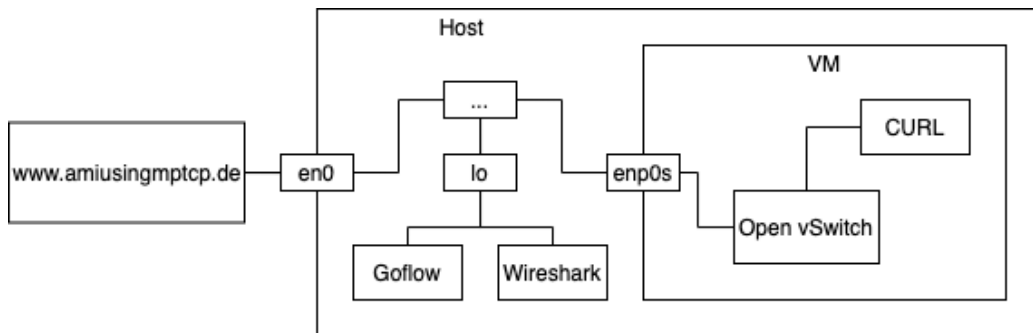 Host
VM
...
CURL
www.amiusingmptcp.de
en0
lo
enp0s
Open vSwitch
Goflow
Wireshark